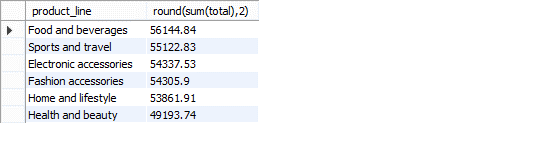 product_line round(sum(total),2)
Food and beverages 56144.84
Sports and travel 55122.83
Electronic accessories 54337.53
Fashion accessories 54305.9
Home and lifestyle 53861.91
Health and beauty 49193.74